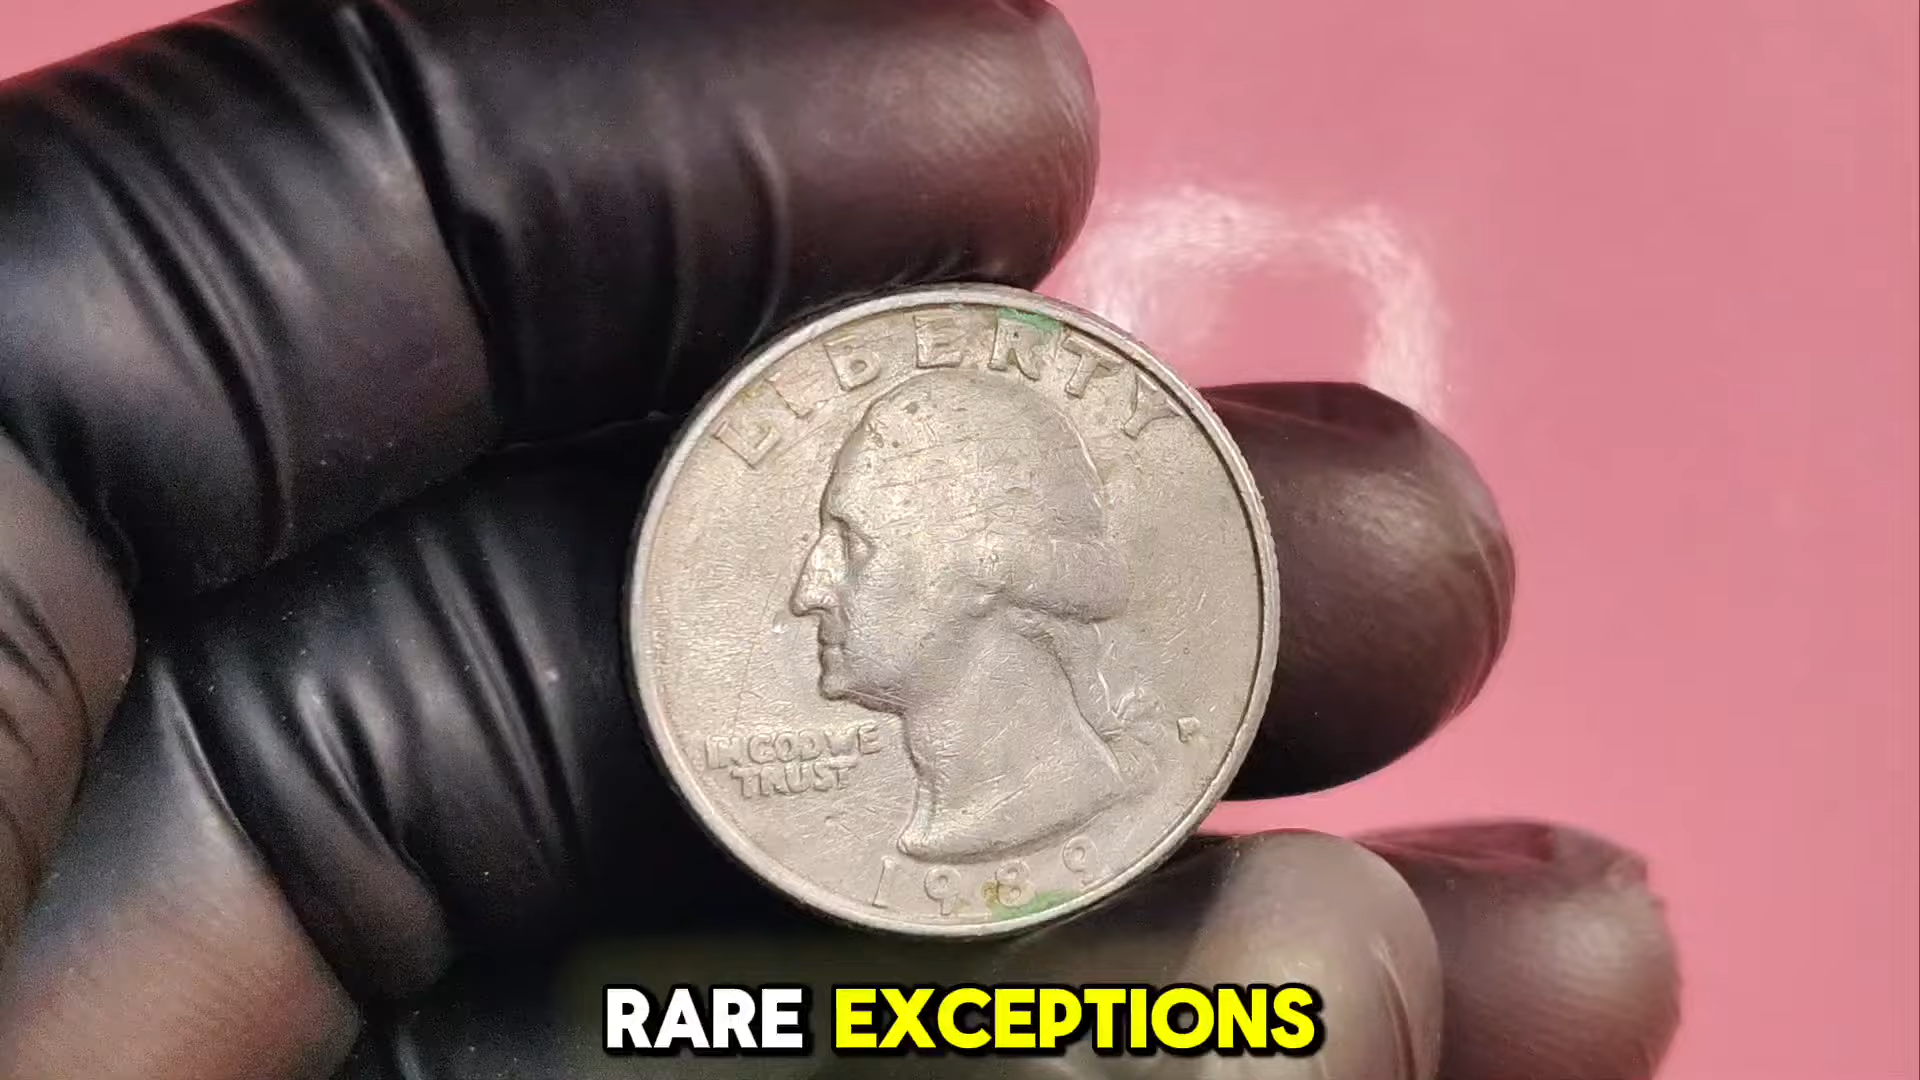 LIBERTY
IN GOD WE
TRUST
P
1989
RARE EXCEPTIONS